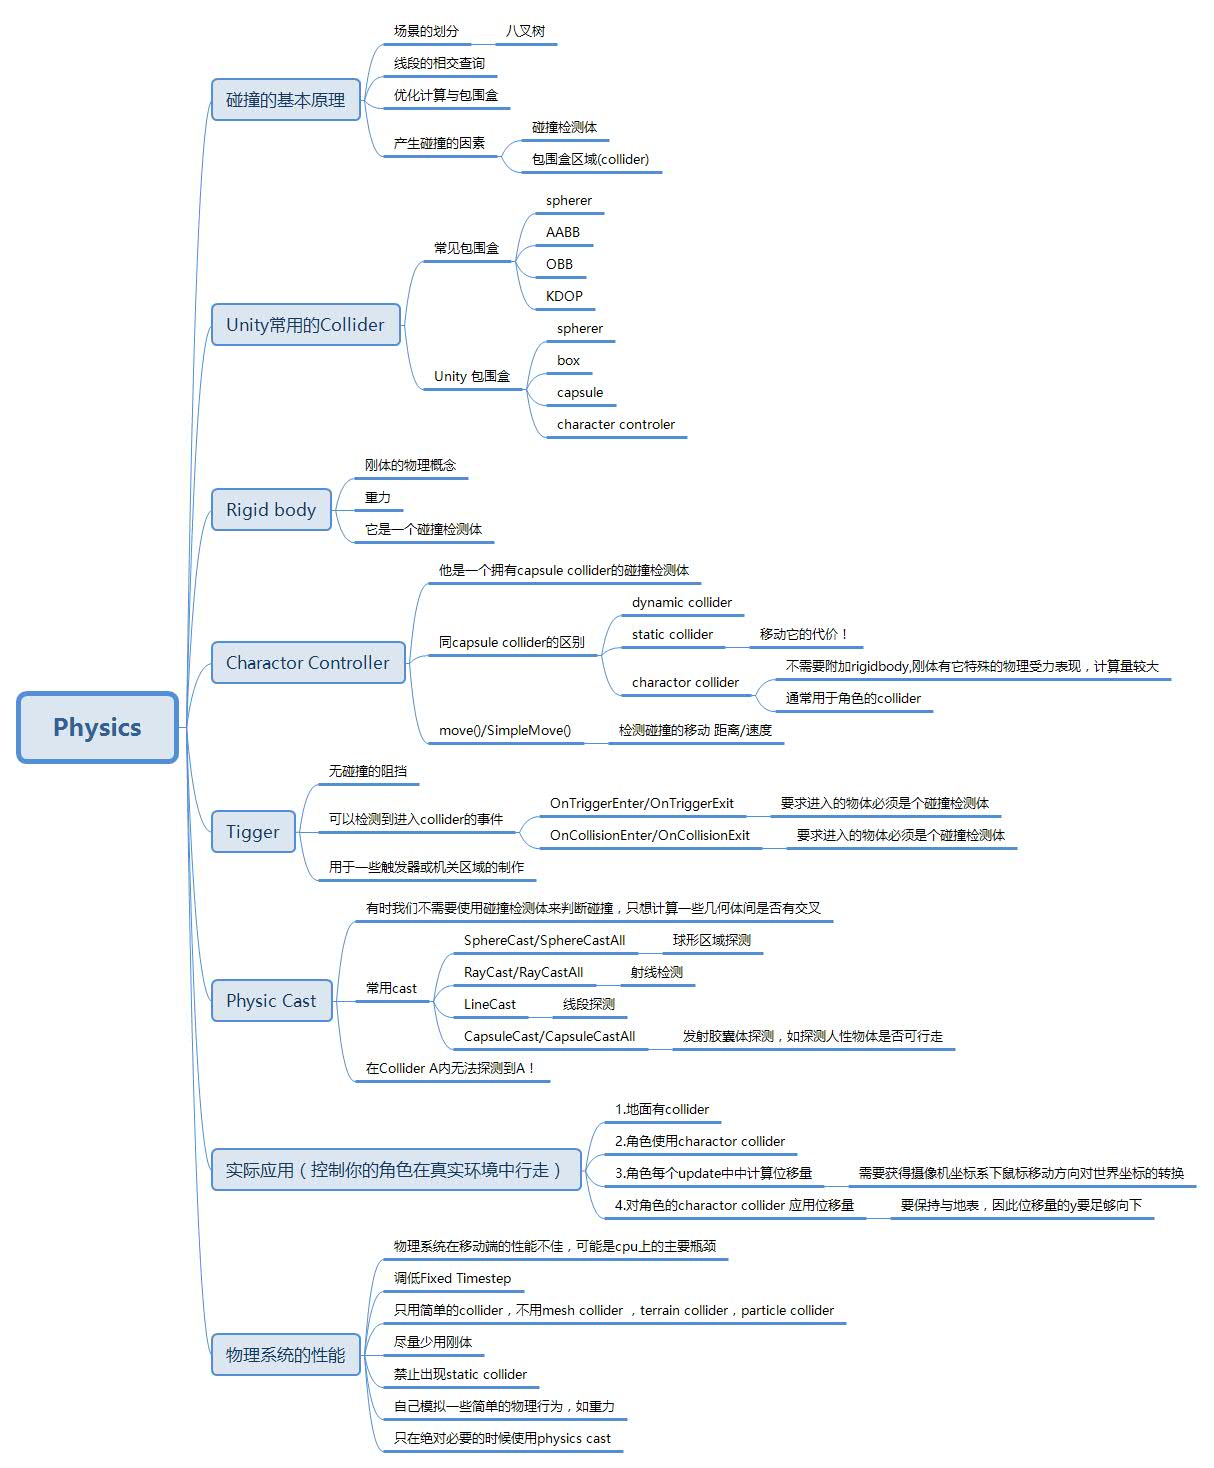 Physics
碰撞的基本原理
场景的划分
八叉树
线段的相交查询
优化计算与包围盒
产生碰撞的因素
碰撞检测体
包围盒区域(collider)
Unity常用的Collider
常见包围盒
spherer
AABB
OBB
KDOP
Unity 包围盒
spherer
box
capsule
character controler
Rigid body
刚体的物理概念
重力
它是一个碰撞检测体
Charactor Controller
他是一个拥有capsule collider的碰撞检测体
同capsule collider的区别
dynamic collider
static collider
移动它的代价！
charactor collider
不需要附加rigidbody,刚体有它特殊的物理受力表现，计算量较大
通常用于角色的collider
move()/SimpleMove()
检测碰撞的移动 距离/速度
Tigger
无碰撞的阻挡
可以检测到进入collider的事件
OnTriggerEnter/OnTriggerExit
要求进入的物体必须是个碰撞检测体
OnCollisionEnter/OnCollisionExit
要求进入的物体必须是个碰撞检测体
用于一些触发器或机关区域的制作
Physic Cast
有时我们不需要使用碰撞检测体来判断碰撞，只想计算一些几何体间是否有交叉
常用cast
SphereCast/SphereCastAll
球形区域探测
RayCast/RayCastAll
射线检测
LineCast
线段探测
CapsuleCast/CapsuleCastAll
发射胶囊体探测，如探测人性物体是否可行走
在Collider A内无法探测到A！
实际应用（控制你的角色在真实环境中行走）
1.地面有collider
2.角色使用charactor collider
3.角色每个update中中计算位移量
需要获得摄像机坐标系下鼠标移动方向对世界坐标的转换
4.对角色的charactor collider 应用位移量
要保持与地表，因此位移量的y要足够向下
物理系统的性能
物理系统在移动端的性能不佳，可能是cpu上的主要瓶颈
调低Fixed Timestep
只用简单的collider，不用mesh collider ，terrain collider，particle collider
尽量少用刚体
禁止出现static collider
自己模拟一些简单的物理行为，如重力
只在绝对必要的时候使用physics cast